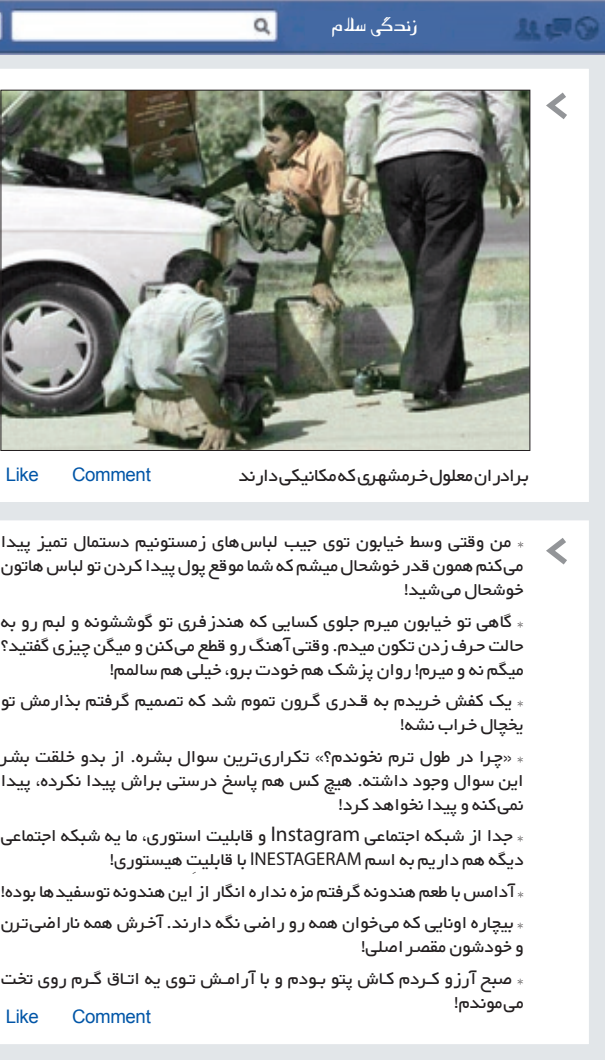 زندگی سلام
برادران معلول خرمشهری که مکانیکی دارند
Comment
Like
* من وقتی وسط خیابون توی جیب لباس‌های زمستونیم دستمال تمیز پیدا
می‌کنم همون قدر خوشحال میشم که شما موقع پول پیدا کردن تو لباس هاتون
خوشحال می‌شید!
* گاهی تو خیابون میرم جلوی کسایی که هندزفری تو گوششونه و لبم رو به
حالت حرف زدن تکون میدم. وقتی آهنگ رو قطع می‌کنن و میگن چیزی گفتید؟
میگم نه و میرم! روان پزشک هم خودت برو، خیلی هم سالمم!
* یک کفش خریدم به قدری گرون تموم شد که تصمیم گرفتم بذارمش تو
یخچال خراب نشه!
* «چرا در طول ترم نخوندم؟» تکراری‌ترین سوال بشره. از بدو خلقت بشر
این سوال وجود داشته. هیچ کس هم پاسخ درستی براش پیدا نکرده، پیدا
نمی‌کنه و پیدا نخواهد کرد!
* جدا از شبکه اجتماعی Instagram و قابلیت استوری، ما یه شبکه اجتماعی
دیگه هم داریم به اسم INESTAGERAM با قابلیتِ هیستوری!
* آدامس با طعم هندونه گرفتم مزه نداره انگار از این هندونه توسفیدها بوده!
* بیچاره اونایی که می‌خوان همه رو راضی نگه دارند. آخرش همه ناراضی‌ترن
و خودشون مقصر اصلی!
* صبح آرزو کردم کاش پتو بودم و با آرامش توی یه اتاق گرم روی تخت
می‌موندم!
Comment
Like